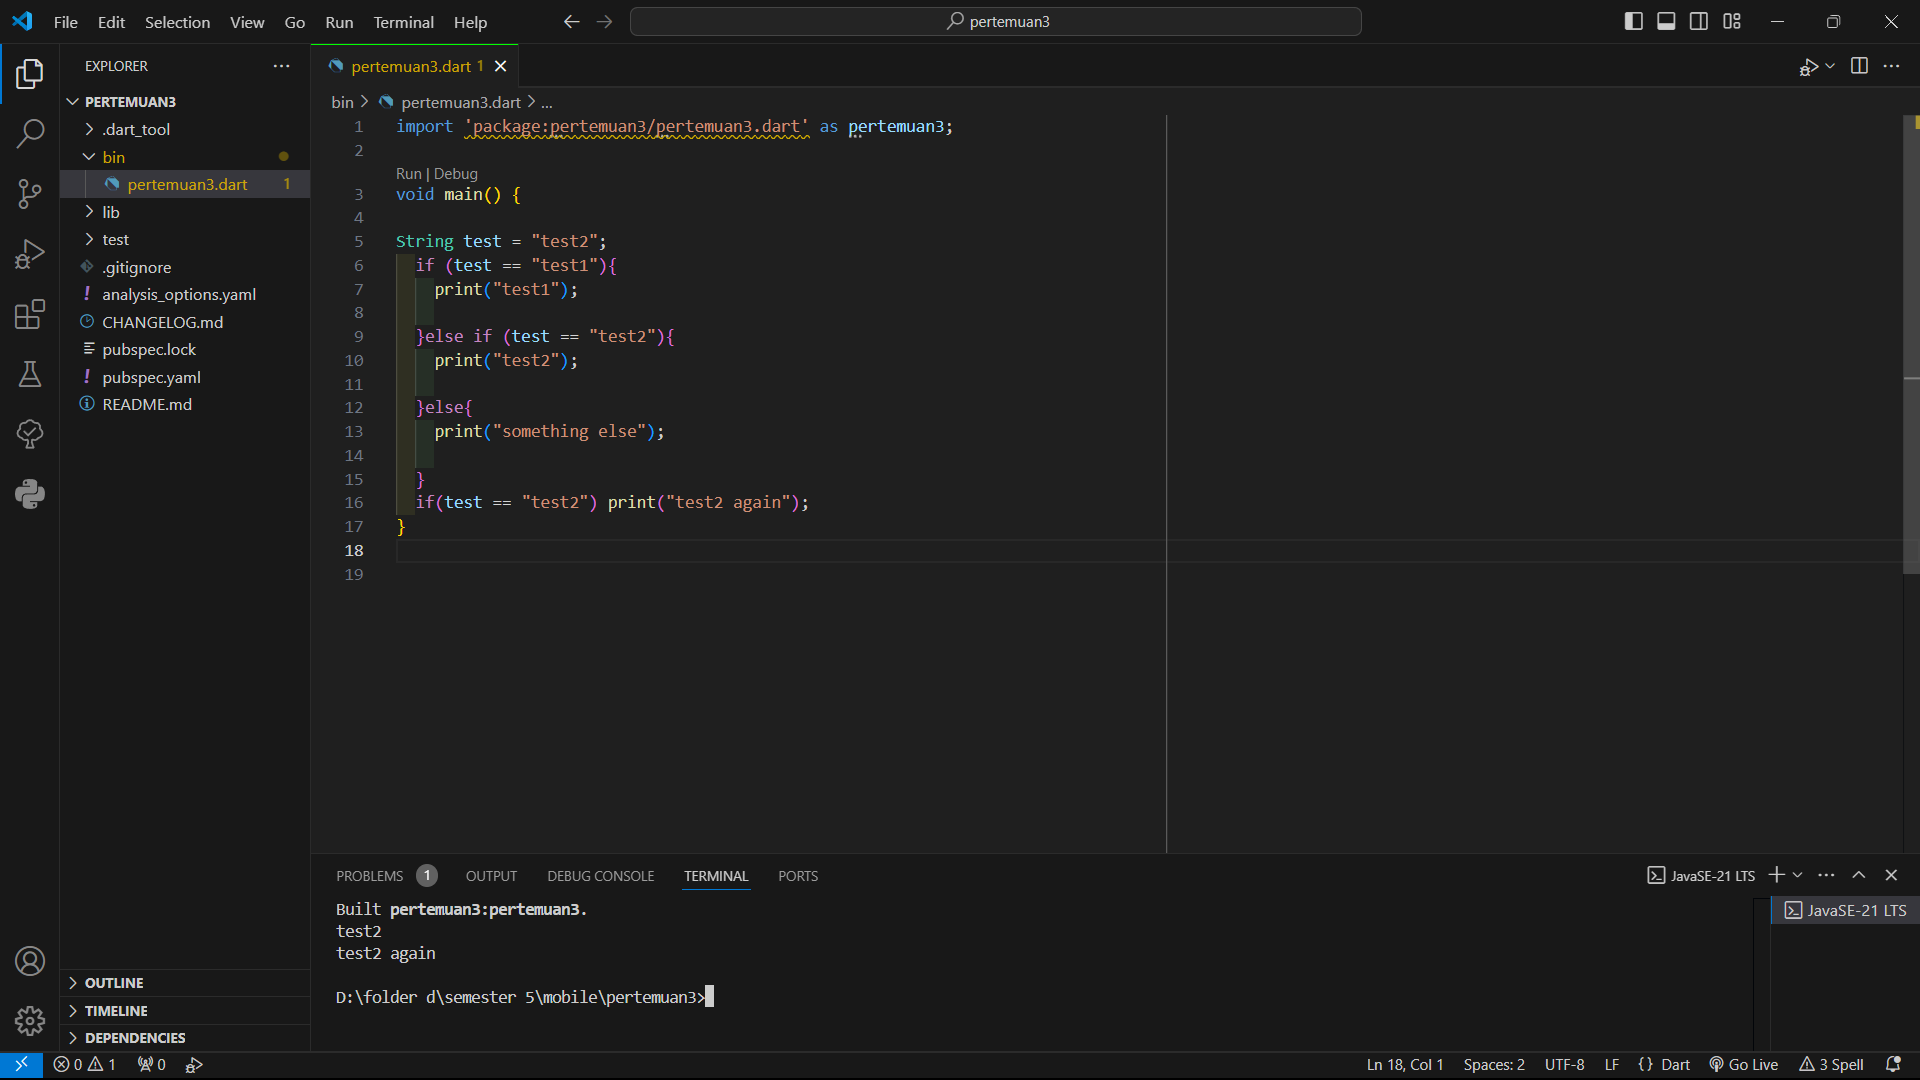 File Edit Selection View Go Run Terminal Help
pertemuan3
EXPLORER
PERTEMUAN3
.dart_tool
bin
pertemuan3.dart 1
lib
test
.gitignore
analysis_options.yaml
CHANGELOG.md
pubspec.lock
pubspec.yaml
README.md
OUTLINE
TIMELINE
DEPENDENCIES
pertemuan3.dart 1
bin > pertemuan3.dart > ...
1 import 'package:pertemuan3/pertemuan3.dart' as pertemuan3;
2
Run | Debug
3 void main() {
4
5 String test = "test2";
6 if (test == "test1"){
7 print("test1");
8
9 }else if (test == "test2"){
10 print("test2");
11
12 }else{
13 print("something else");
14
15 }
16 if(test == "test2") print("test2 again");
17 }
18
19
PROBLEMS 1 OUTPUT DEBUG CONSOLE TERMINAL PORTS
JavaSE-21 LTS
JavaSE-21 LTS
Built pertemuan3:pertemuan3.
test2
test2 again
D:\folder d\semester 5\mobile\pertemuan3>
0 1 0
Ln 18, Col 1 Spaces: 2 UTF-8 LF {} Dart Go Live 3 Spell